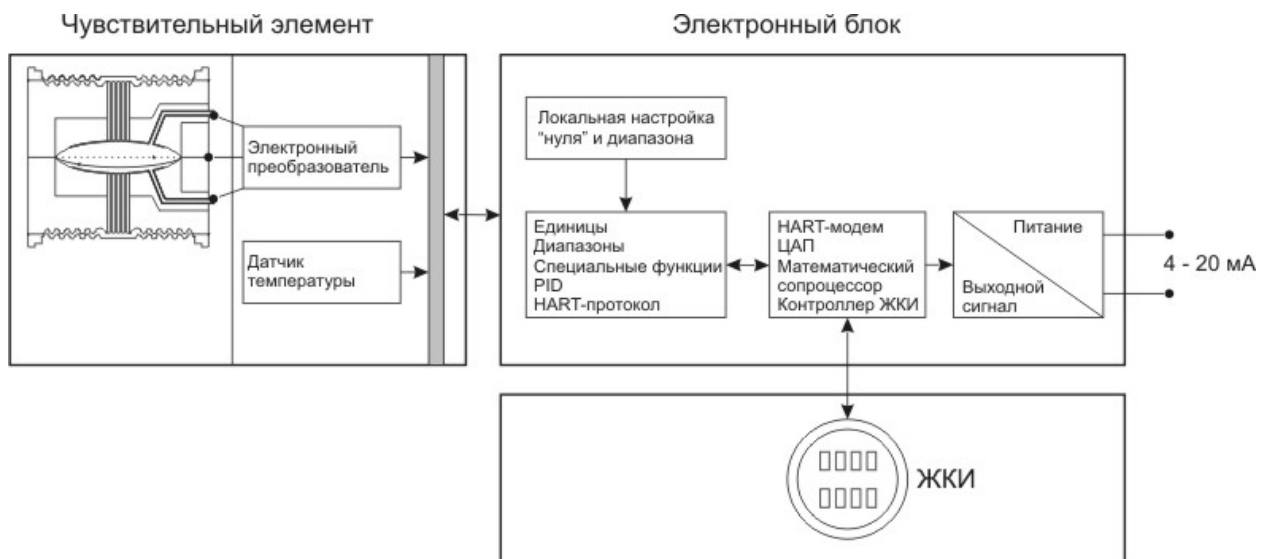 Чувствительный элемент
Электронный блок
Электронный
преобразователь
Датчик
температуры
Локальная настройка
“нуля” и диапазона
Единицы
Диапазоны
Специальные функции
PID
HART-протокол
HART-модем
ЦАП
Математический
сопроцессор
Контроллер ЖКИ
Питание
Выходной
сигнал
4 - 20 мА
ЖКИ